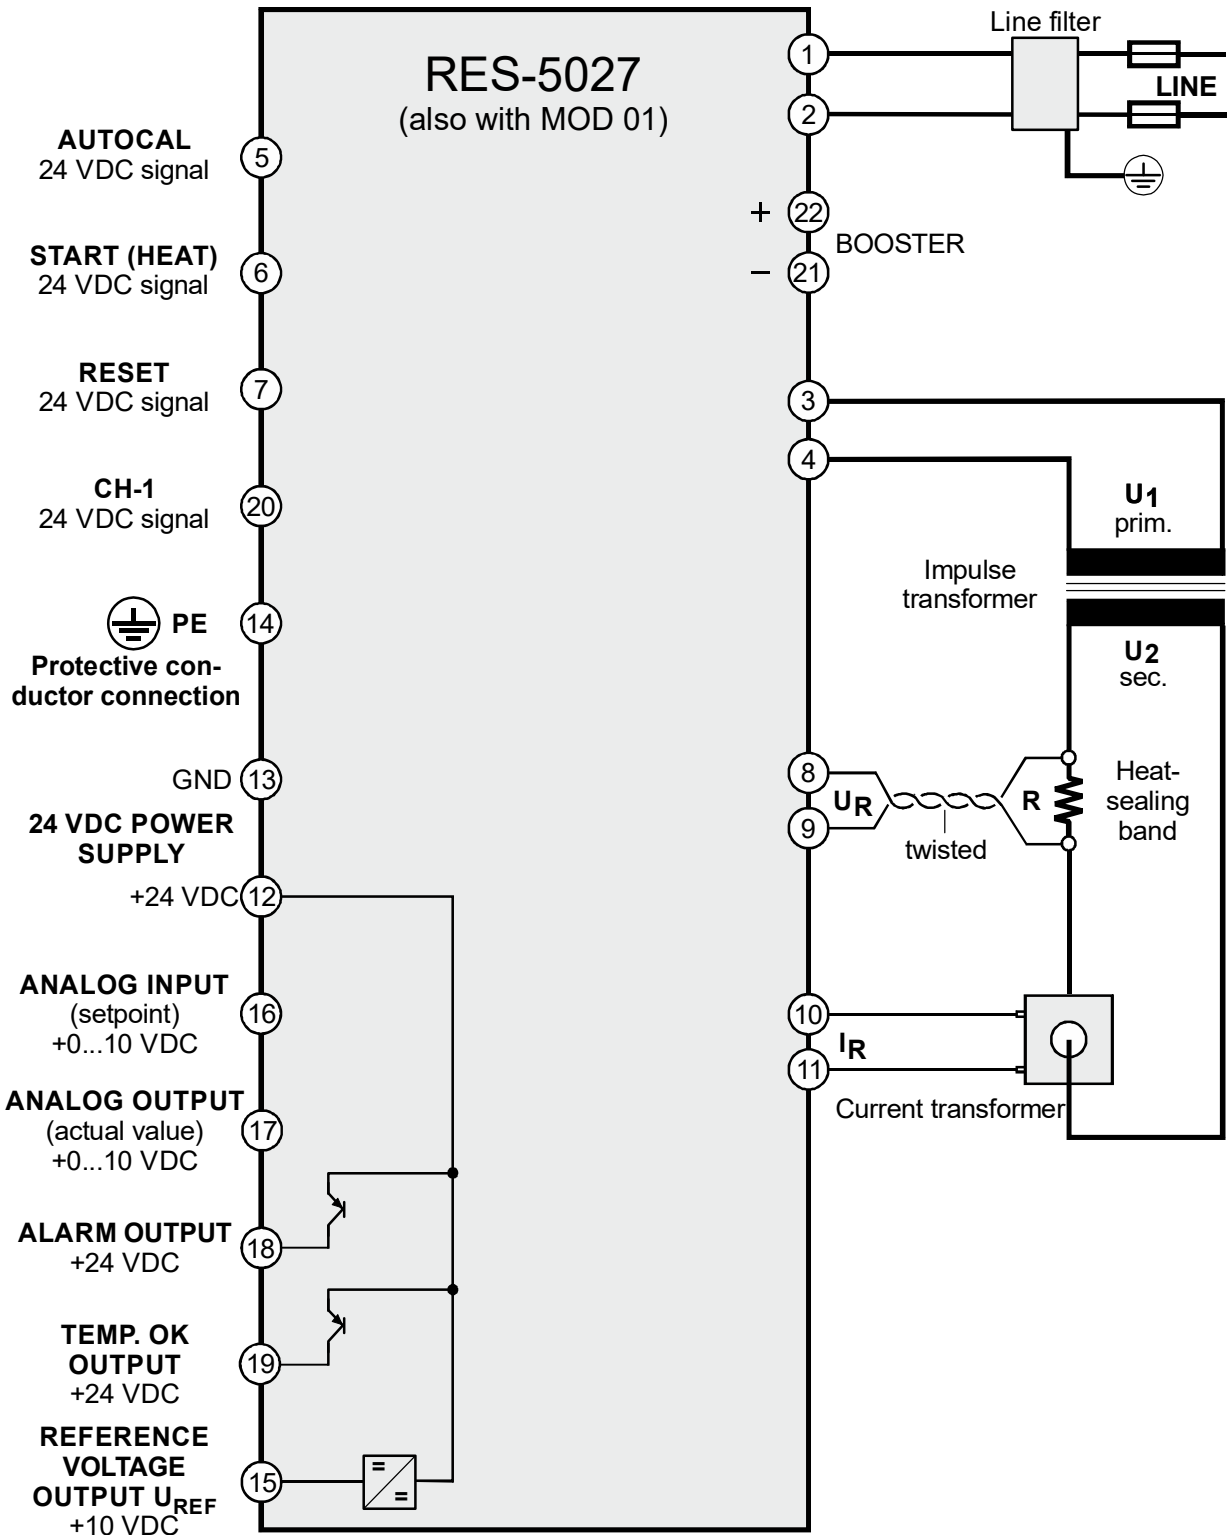 RES-5027
(also with MOD 01)
AUTOCAL
24 VDC signal
5
START (HEAT)
24 VDC signal
6
RESET
24 VDC signal
7
CH-1
24 VDC signal
20
PE
14
Protective con-
ductor connection
GND
13
24 VDC POWER
SUPPLY
+24 VDC
12
ANALOG INPUT
(setpoint)
+0...10 VDC
16
ANALOG OUTPUT
(actual value)
+0...10 VDC
17
ALARM OUTPUT
+24 VDC
18
TEMP. OK
OUTPUT
+24 VDC
19
REFERENCE
VOLTAGE
OUTPUT UREF
+10 VDC
15
=
=
1
2
Line filter
LINE
+
22
−
21
BOOSTER
3
4
U1
prim.
Impulse
transformer
U2
sec.
8
9
UR
twisted
R
Heat-
sealing
band
10
11
IR
Current transformer